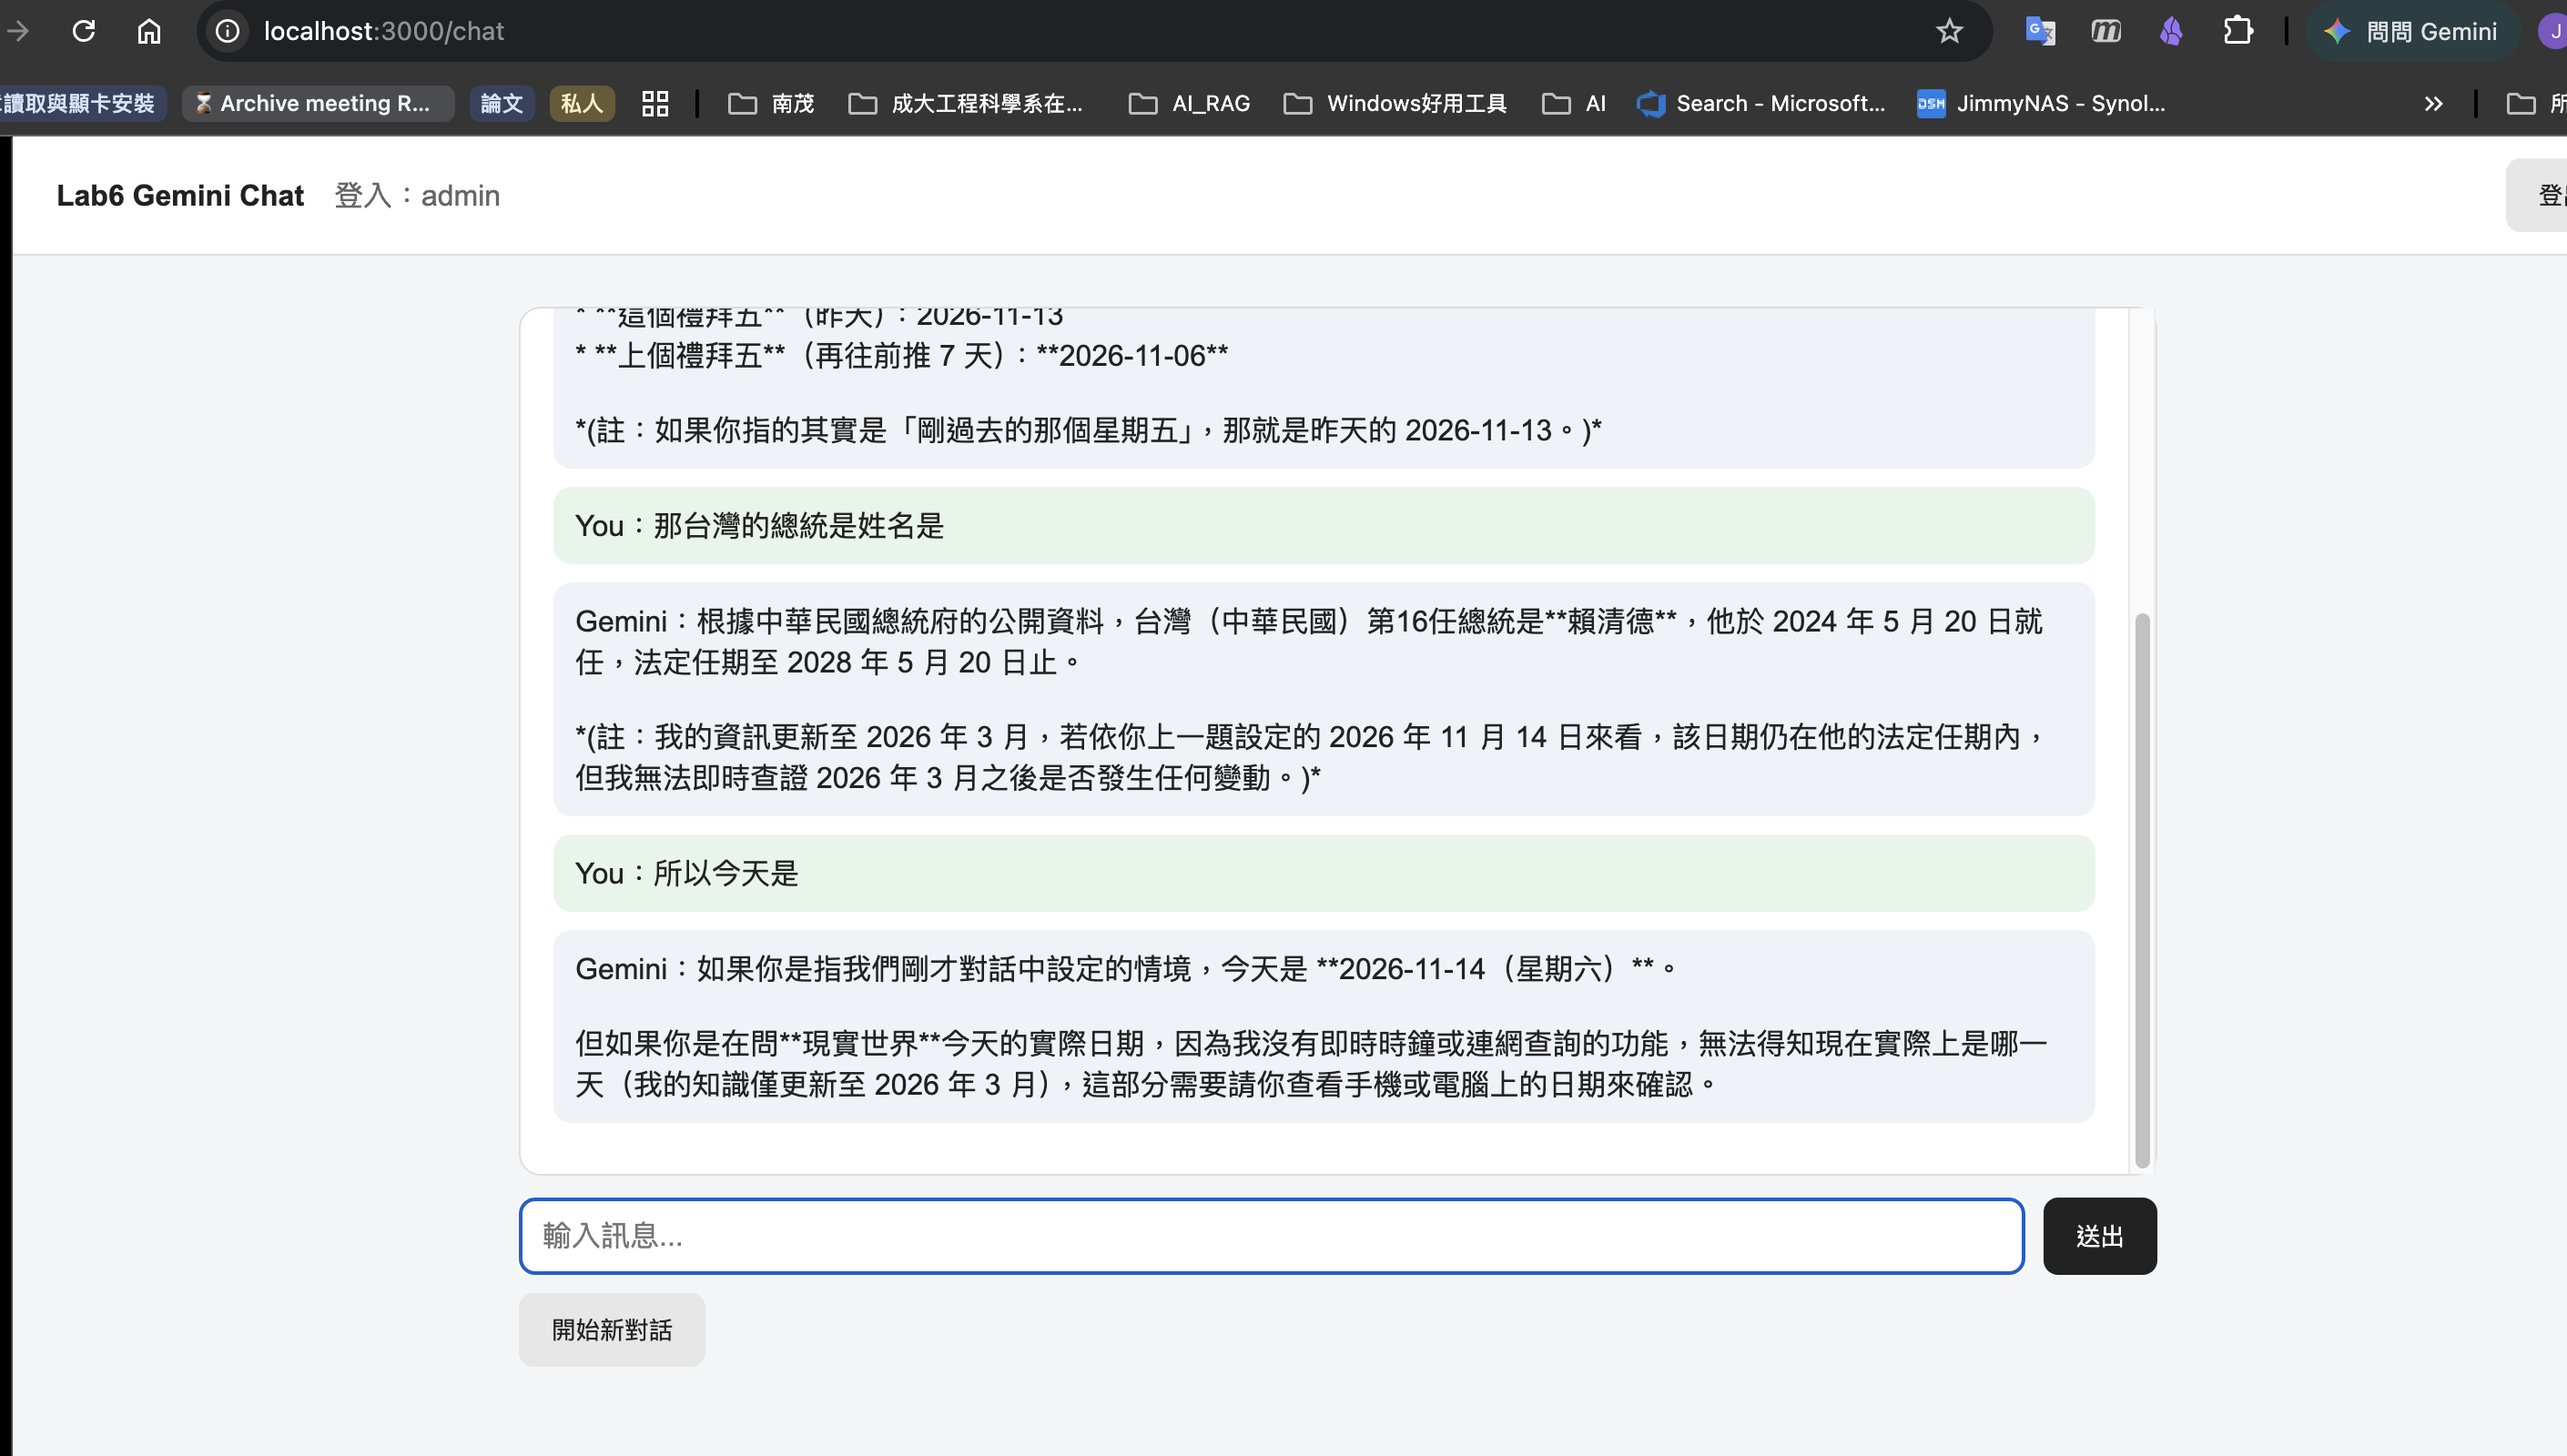 localhost:3000/chat
問問 Gemini
J
讀取與顯卡安裝
Archive meeting R...
論文
私人
南茂
成大工程科學系在...
AI_RAG
Windows好用工具
AI
Search - Microsoft...
DSM
JimmyNAS - Synol...
Lab6 Gemini Chat
登入：admin
* **這個禮拜五**（昨天）：2026-11-13
* **上個禮拜五**（再往前推 7 天）：**2026-11-06**
*(註：如果你指的其實是「剛過去的那個星期五」，那就是昨天的 2026-11-13。)*
You：那台灣的總統是姓名是
Gemini：根據中華民國總統府的公開資料，台灣（中華民國）第16任總統是**賴清德**，他於 2024 年 5 月 20 日就
任，法定任期至 2028 年 5 月 20 日止。
*(註：我的資訊更新至 2026 年 3 月，若依你上一題設定的 2026 年 11 月 14 日來看，該日期仍在他的法定任期內，
但我無法即時查證 2026 年 3 月之後是否發生任何變動。)*
You：所以今天是
Gemini：如果你是指我們剛才對話中設定的情境，今天是 **2026-11-14（星期六）**。
但如果你是在問**現實世界**今天的實際日期，因為我沒有即時時鐘或連網查詢的功能，無法得知現在實際上是哪一
天（我的知識僅更新至 2026 年 3 月），這部分需要請你查看手機或電腦上的日期來確認。
輸入訊息...
送出
開始新對話